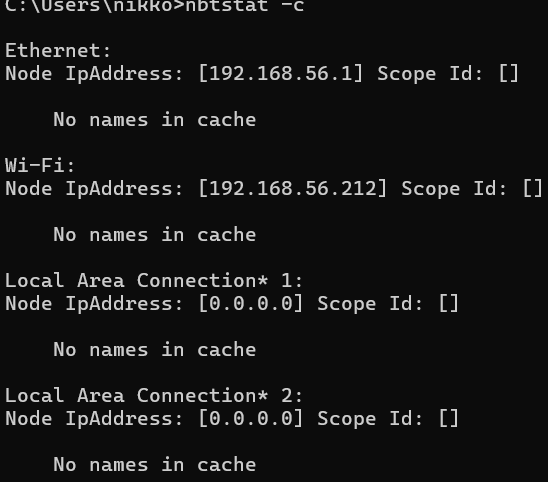 C:\Users\nikko>nbtstat -c
Ethernet:
Node IpAddress: [192.168.56.1] Scope Id: []
No names in cache
Wi-Fi:
Node IpAddress: [192.168.56.212] Scope Id: []
No names in cache
Local Area Connection* 1:
Node IpAddress: [0.0.0.0] Scope Id: []
No names in cache
Local Area Connection* 2:
Node IpAddress: [0.0.0.0] Scope Id: []
No names in cache